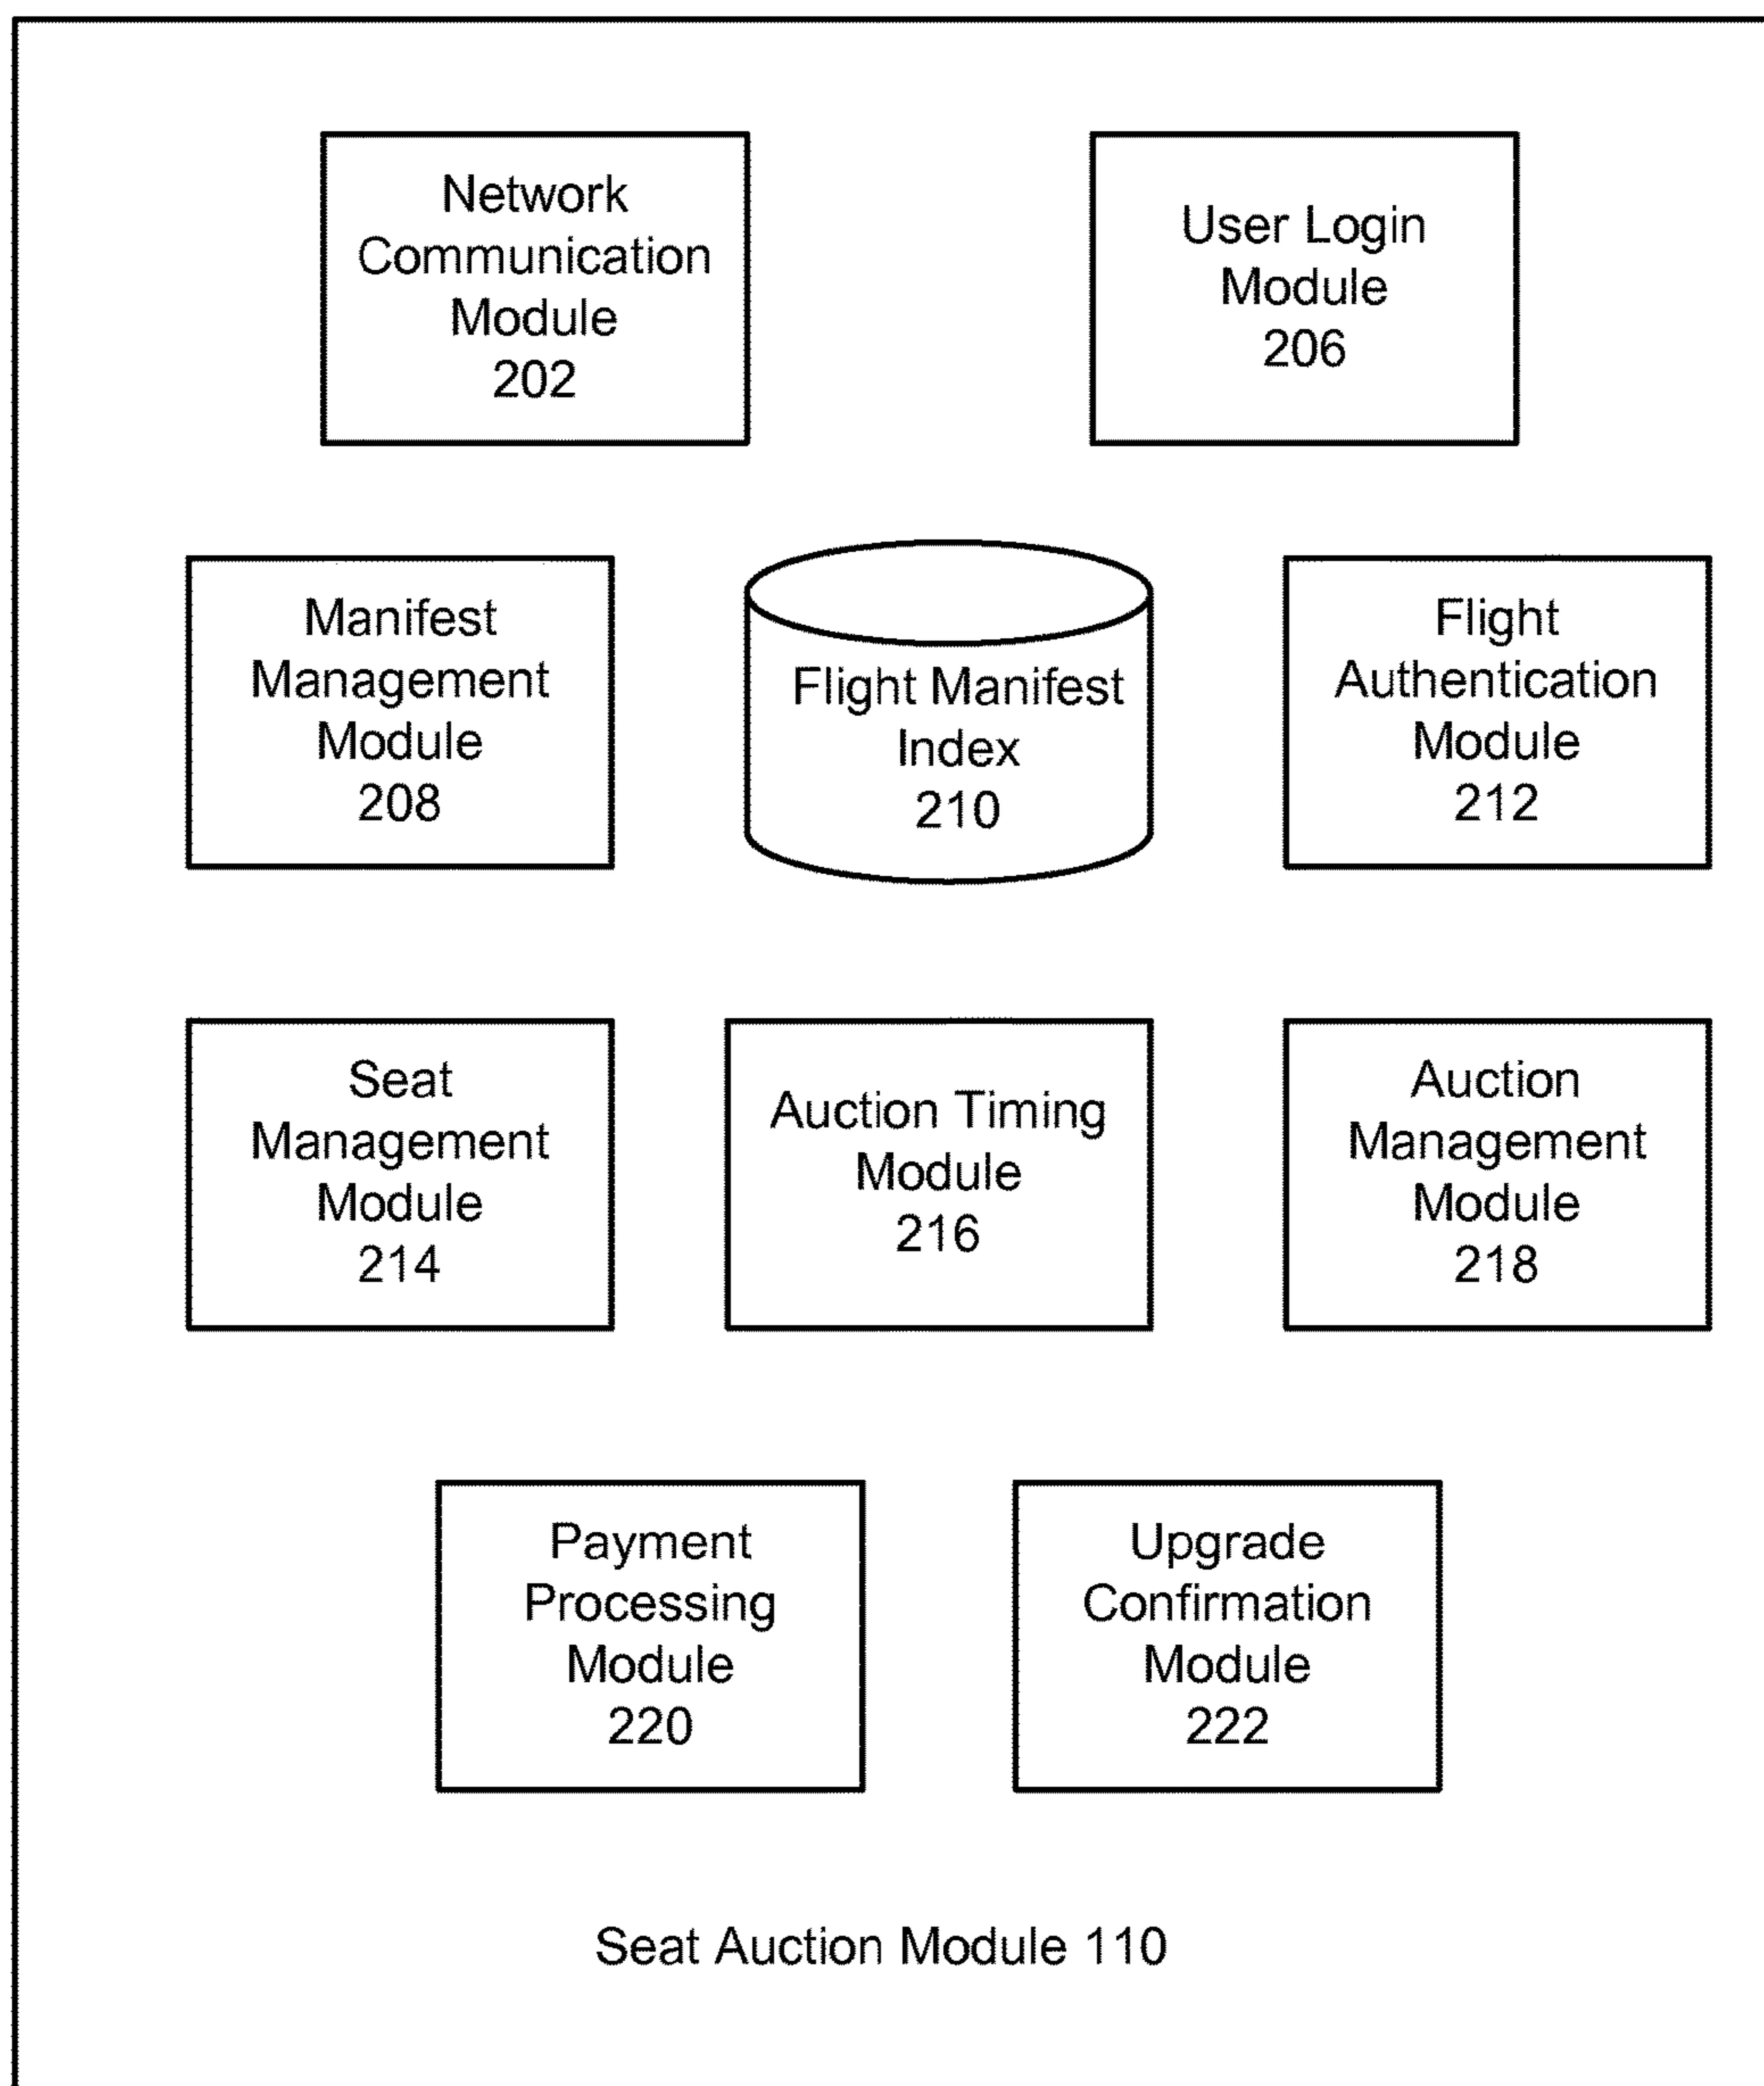 Network
Communication
Module
202
User Login
Module
206
Manifest
Management
Module
208
Flight Manifest
Index
210
Flight
Authentication
Module
212
Seat
Management
Module
214
Auction Timing
Module
216
Auction
Management
Module
218
Payment
Processing
Module
220
Upgrade
Confirmation
Module
222
Seat Auction Module 110